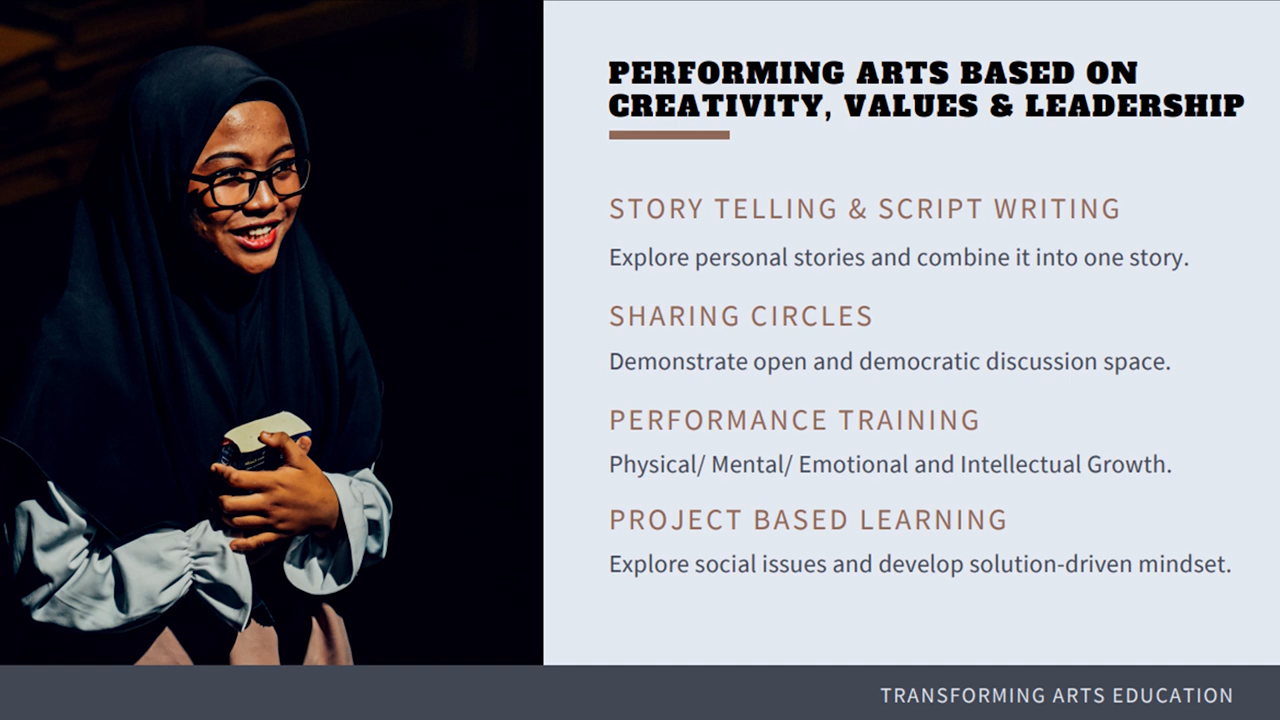 PERFORMING ARTS BASED ON
CREATIVITY, VALUES & LEADERSHIP
STORY TELLING & SCRIPT WRITING
Explore personal stories and combine it into one story.
SHARING CIRCLES
Demonstrate open and democratic discussion space.
PERFORMANCE TRAINING
Physical/ Mental/ Emotional and Intellectual Growth.
PROJECT BASED LEARNING
Explore social issues and develop solution-driven mindset.
TRANSFORMING ARTS EDUCATION